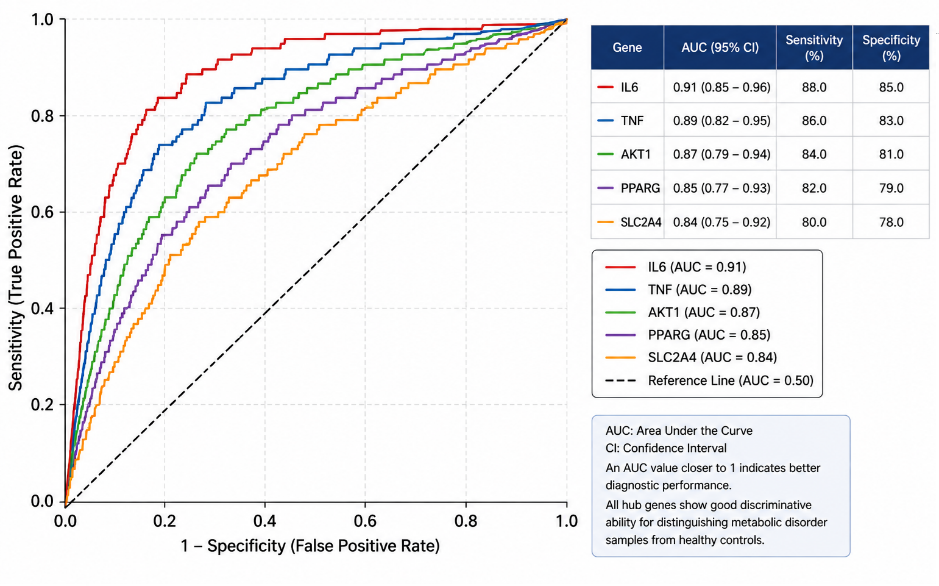 1.0
0.8
0.6
0.4
0.2
0.0
0.0 0.2 0.4 0.6 0.8 1.0
Sensitivity (True Positive Rate)
1 – Specificity (False Positive Rate)
Gene AUC (95% CI) Sensitivity (%) Specificity (%)
IL6 0.91 (0.85 – 0.96) 88.0 85.0
TNF 0.89 (0.82 – 0.95) 86.0 83.0
AKT1 0.87 (0.79 – 0.94) 84.0 81.0
PPARG 0.85 (0.77 – 0.93) 82.0 79.0
SLC2A4 0.84 (0.75 – 0.92) 80.0 78.0
IL6 (AUC = 0.91)
TNF (AUC = 0.89)
AKT1 (AUC = 0.87)
PPARG (AUC = 0.85)
SLC2A4 (AUC = 0.84)
Reference Line (AUC = 0.50)
AUC: Area Under the Curve
CI: Confidence Interval
An AUC value closer to 1 indicates better
diagnostic performance.
All hub genes show good discriminative
ability for distinguishing metabolic disorder
samples from healthy controls.